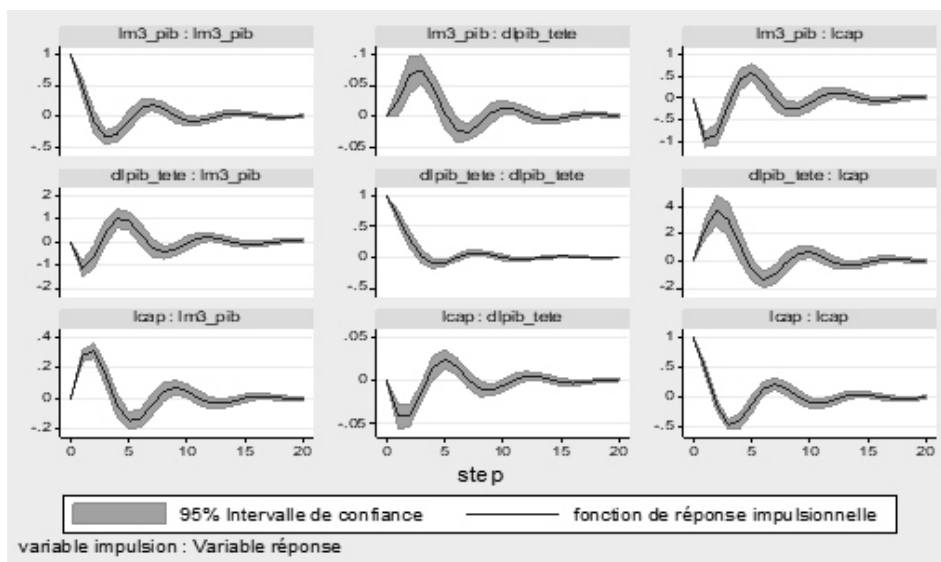 lm3_pib : lm3_pib
lm3_pib : dlpib_tete
lm3_pib : lcap
1
.5
0
-.5
.1
.05
0
-.05
1
.5
0
-.5
-1
dlpib_tete : lm3_pib
dlpib_tete : dlpib_tete
dlpib_tete : lcap
2
1
0
-1
-2
1
.5
0
-.5
4
2
0
-2
lcap : lm3_pib
lcap : dlpib_tete
lcap : lcap
.4
.2
0
-.2
.05
0
-.05
1
.5
0
-.5
0 5 10 15 20
0 5 10 15 20
0 5 10 15 20
step
95% Intervalle de confiance
fonction de réponse impulsionnelle
variable impulsion : Variable réponse